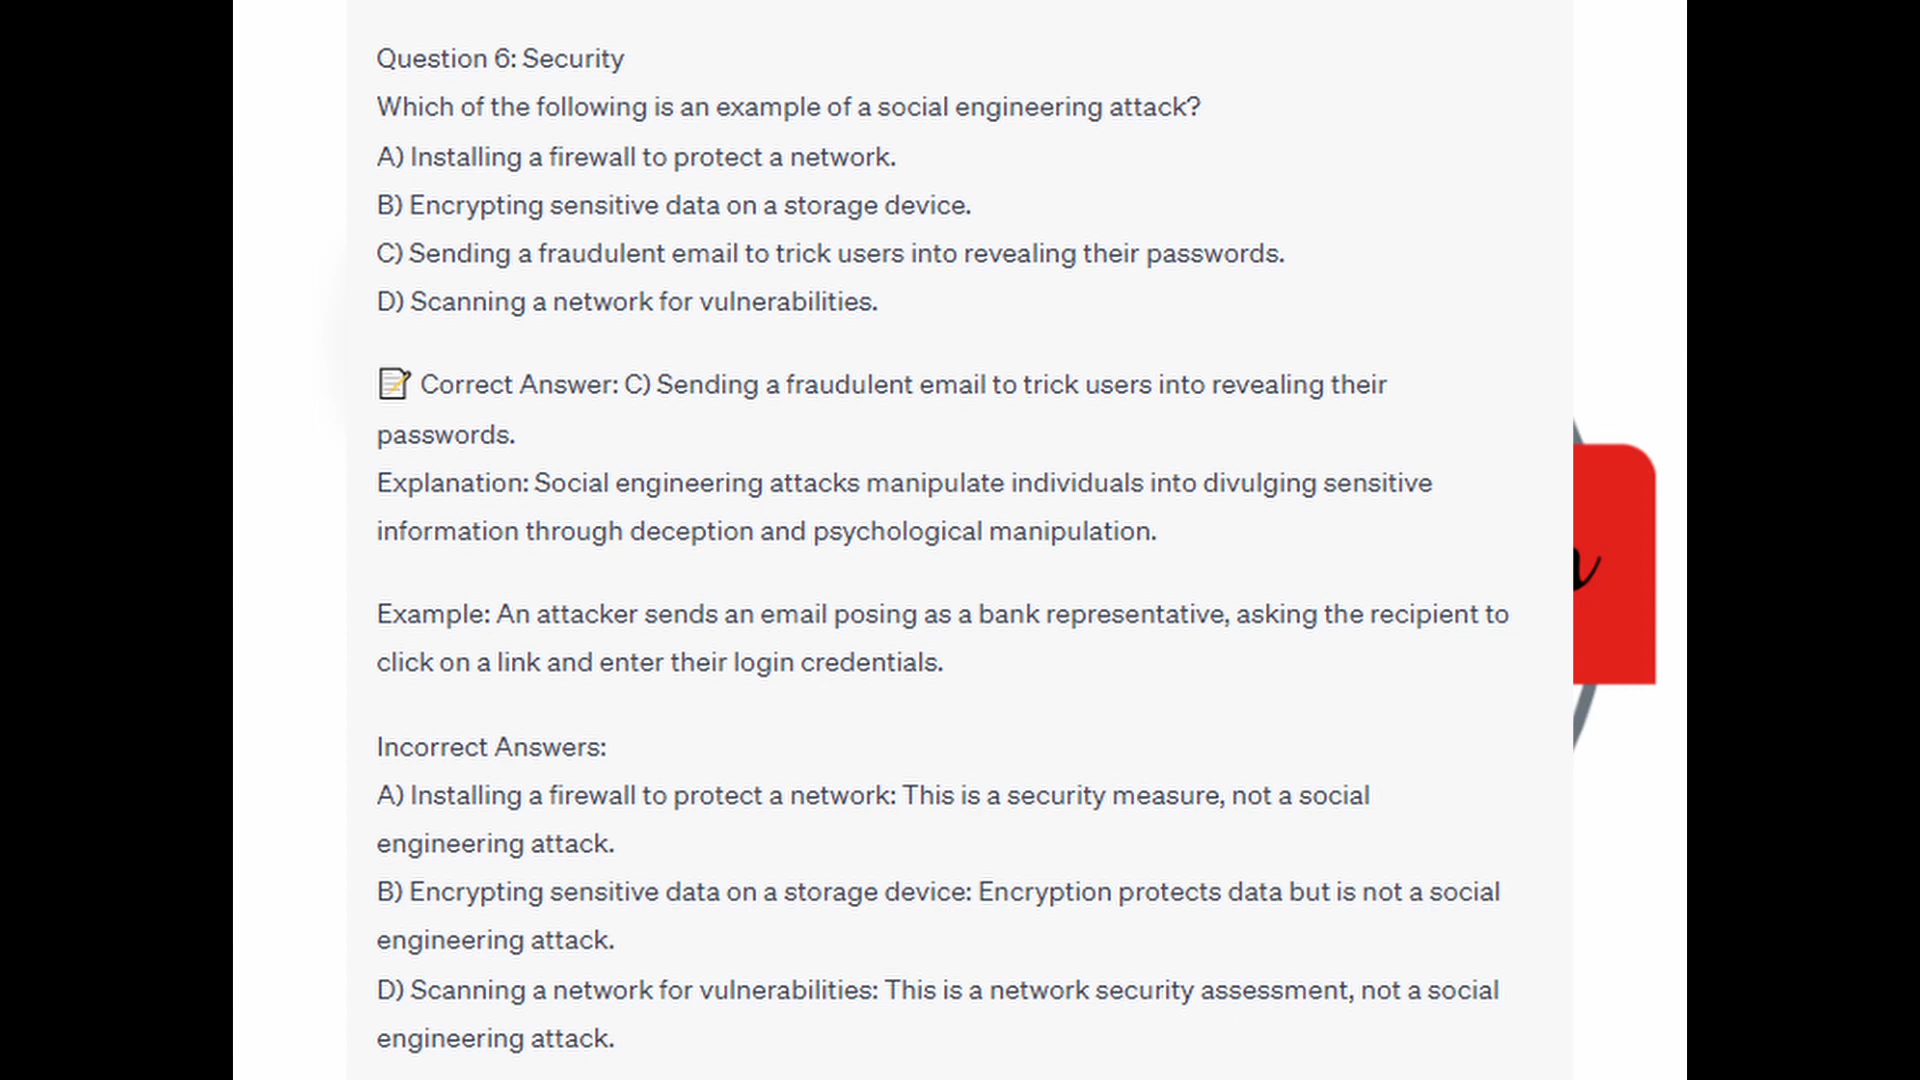 Question 6: Security
Which of the following is an example of a social engineering attack?
A) Installing a firewall to protect a network.
B) Encrypting sensitive data on a storage device.
C) Sending a fraudulent email to trick users into revealing their passwords.
D) Scanning a network for vulnerabilities.
📝 Correct Answer: C) Sending a fraudulent email to trick users into revealing their
passwords.
Explanation: Social engineering attacks manipulate individuals into divulging sensitive
information through deception and psychological manipulation.
Example: An attacker sends an email posing as a bank representative, asking the recipient to
click on a link and enter their login credentials.
Incorrect Answers:
A) Installing a firewall to protect a network: This is a security measure, not a social
engineering attack.
B) Encrypting sensitive data on a storage device: Encryption protects data but is not a social
engineering attack.
D) Scanning a network for vulnerabilities: This is a network security assessment, not a social
engineering attack.